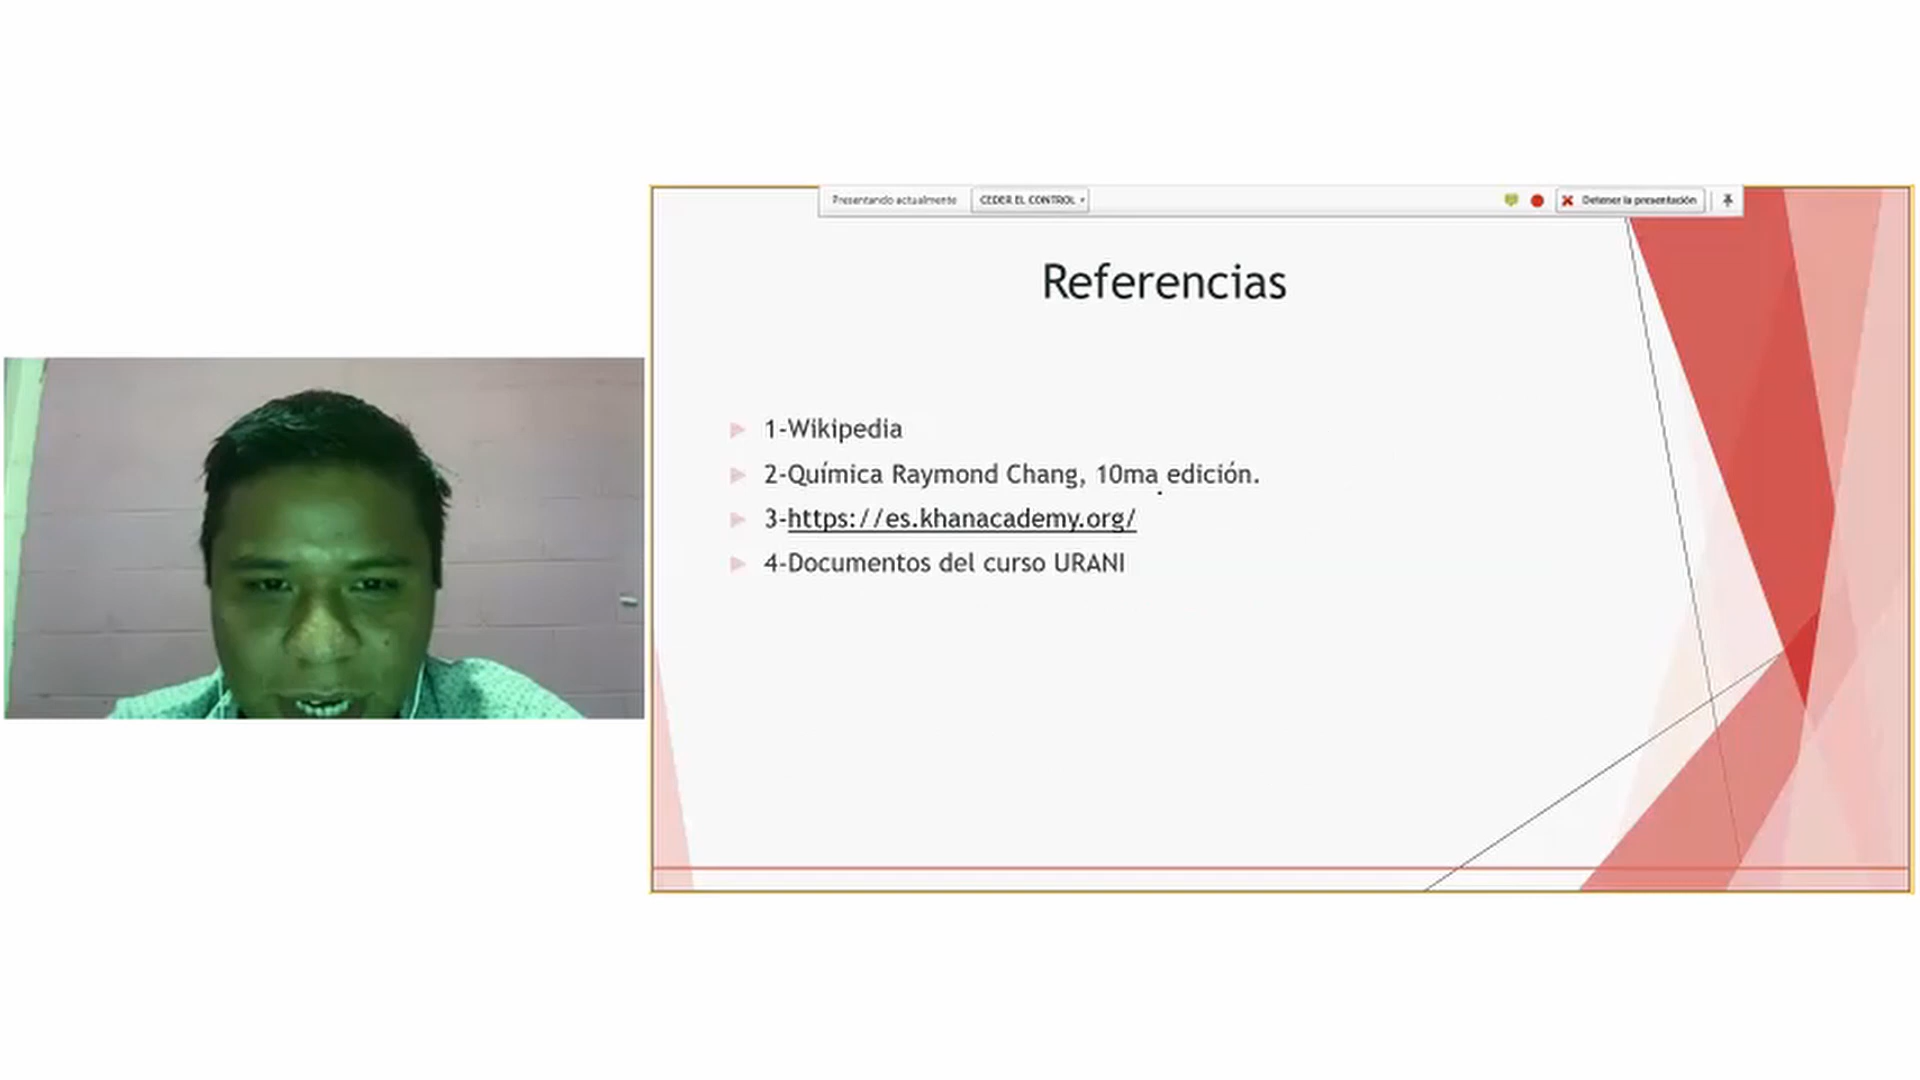 Presentando actualmente CEDER EL CONTROL Detener la presentación
Referencias
1-Wikipedia
2-Química Raymond Chang, 10ma edición.
3-https://es.khanacademy.org/
4-Documentos del curso URANI